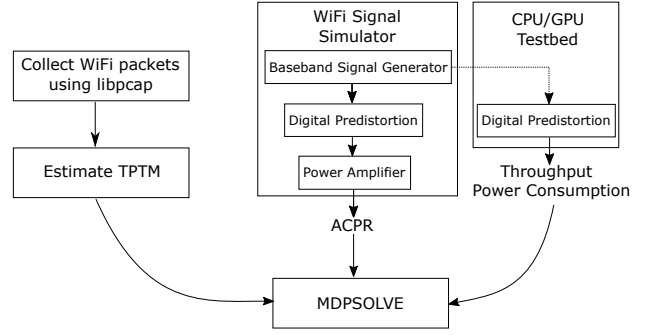 Collect WiFi packets
using libpcap
Estimate TPTM
WiFi Signal
Simulator
Baseband Signal Generator
Digital Predistortion
Power Amplifier
ACPR
CPU/GPU
Testbed
Digital Predistortion
Throughput
Power Consumption
MDPSOLVE